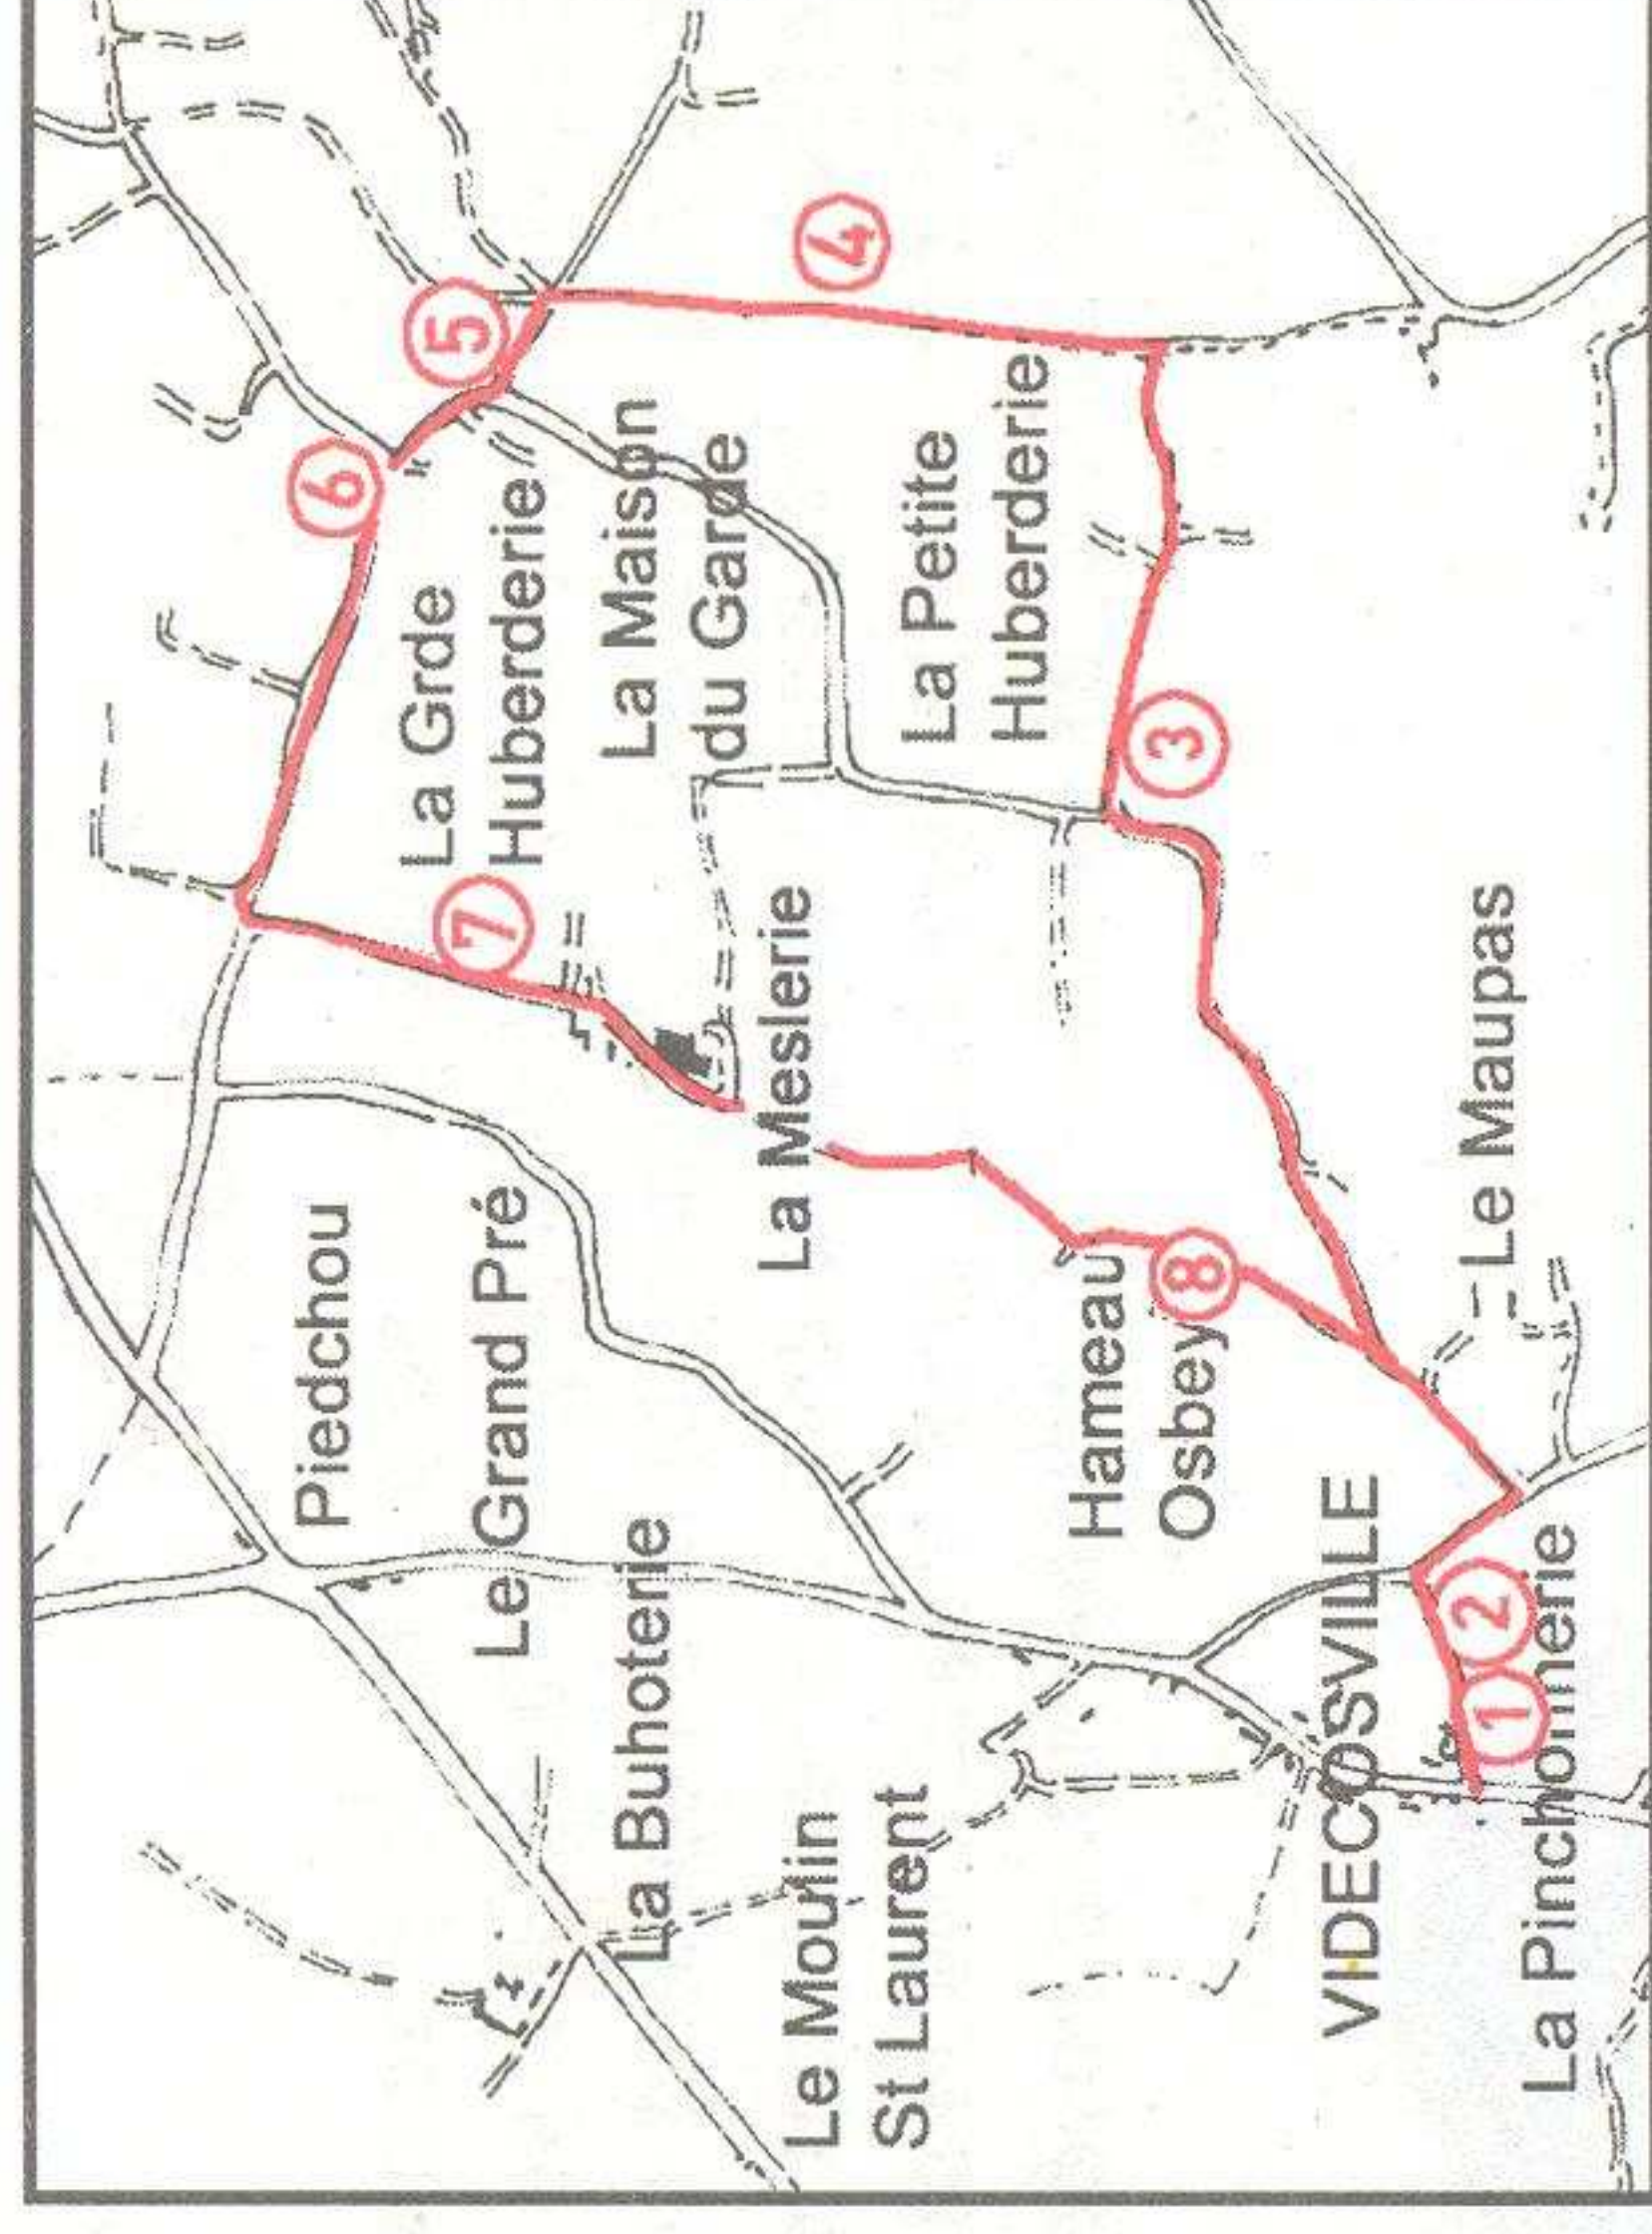 Piedchou
Le Grand Pré
La Buhoterie
Le Moulin
St Laurent
La Grde
Huberderie
La Maison
du Garde
La Meslerie
La Petite
Huberderie
Hameau
Osbey
VIDECOSVILLE
Le Maupas
La Pinchonnerie
1
2
3
4
5
6
7
8